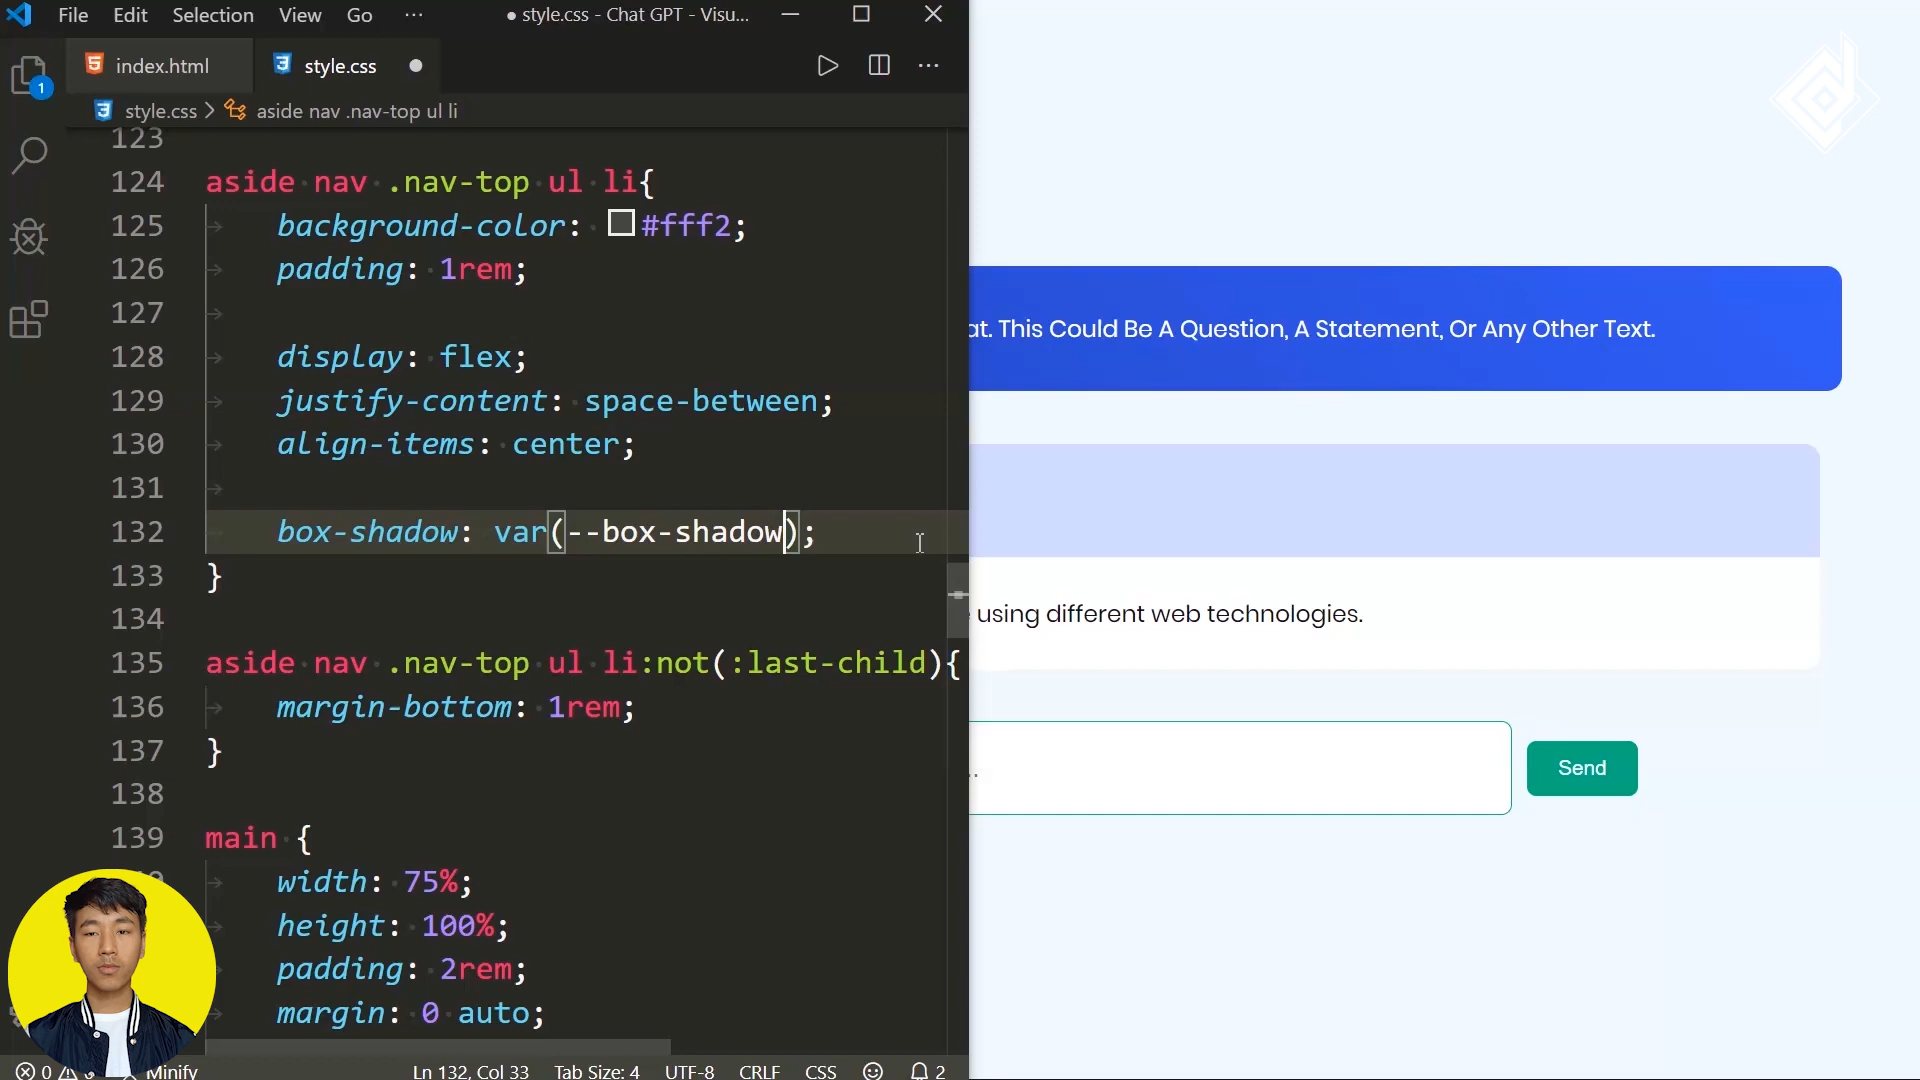 File Edit Selection View Go ··· ● style.css - Chat GPT - Visu...
index.html style.css
1
style.css > aside nav .nav-top ul li
123
124 aside nav .nav-top ul li{
125 background-color: #fff2;
126 padding: 1rem;
127
128 display: flex;
129 justify-content: space-between;
130 align-items: center;
131
132 box-shadow: var(--box-shadow);
133 }
134
135 aside nav .nav-top ul li:not(:last-child){
136 margin-bottom: 1rem;
137 }
138
139 main {
width: 75%;
height: 100%;
padding: 2rem;
margin: 0 auto;
0 Minify Ln 132, Col 33 Tab Size: 4 UTF-8 CRLF CSS 2
at. This Could Be A Question, A Statement, Or Any Other Text.
using different web technologies.
..
Send